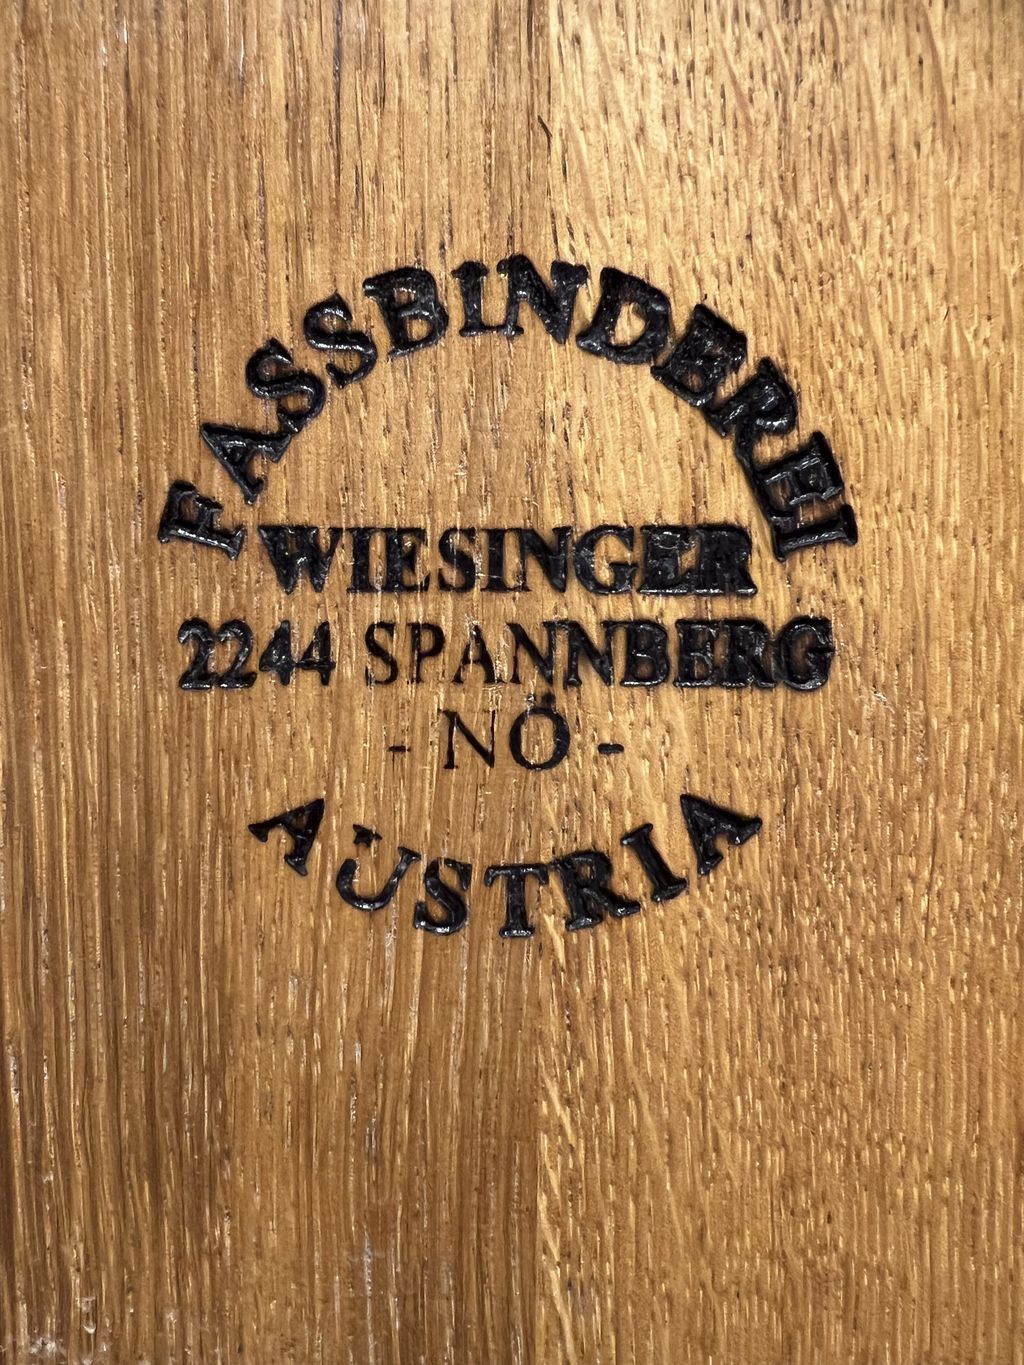 FASSBINDEREI
WIESINGER
2244 SPANNBERG
- NÖ -
AUSTRIA